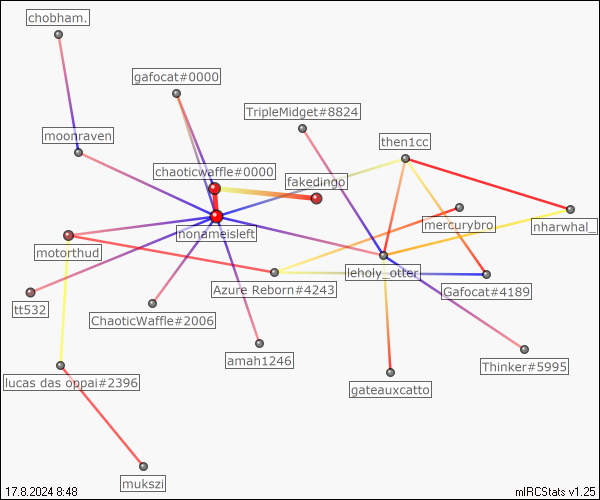 chobham.
gafocat#0000
TripleMidget#8824
moonraven
then1cc
chaoticwaffle#0000
fakedingo
mercurybro
nharwhal_
nonameisleft
motorthud
leholy_otter
Azure Reborn#4243
Gafocat#4189
tt532
ChaoticWaffle#2006
amah1246
Thinker#5995
lucas das oppai#2396
gateauxcatto
mukszi
17.8.2024 8:48
mIRCStats v1.25